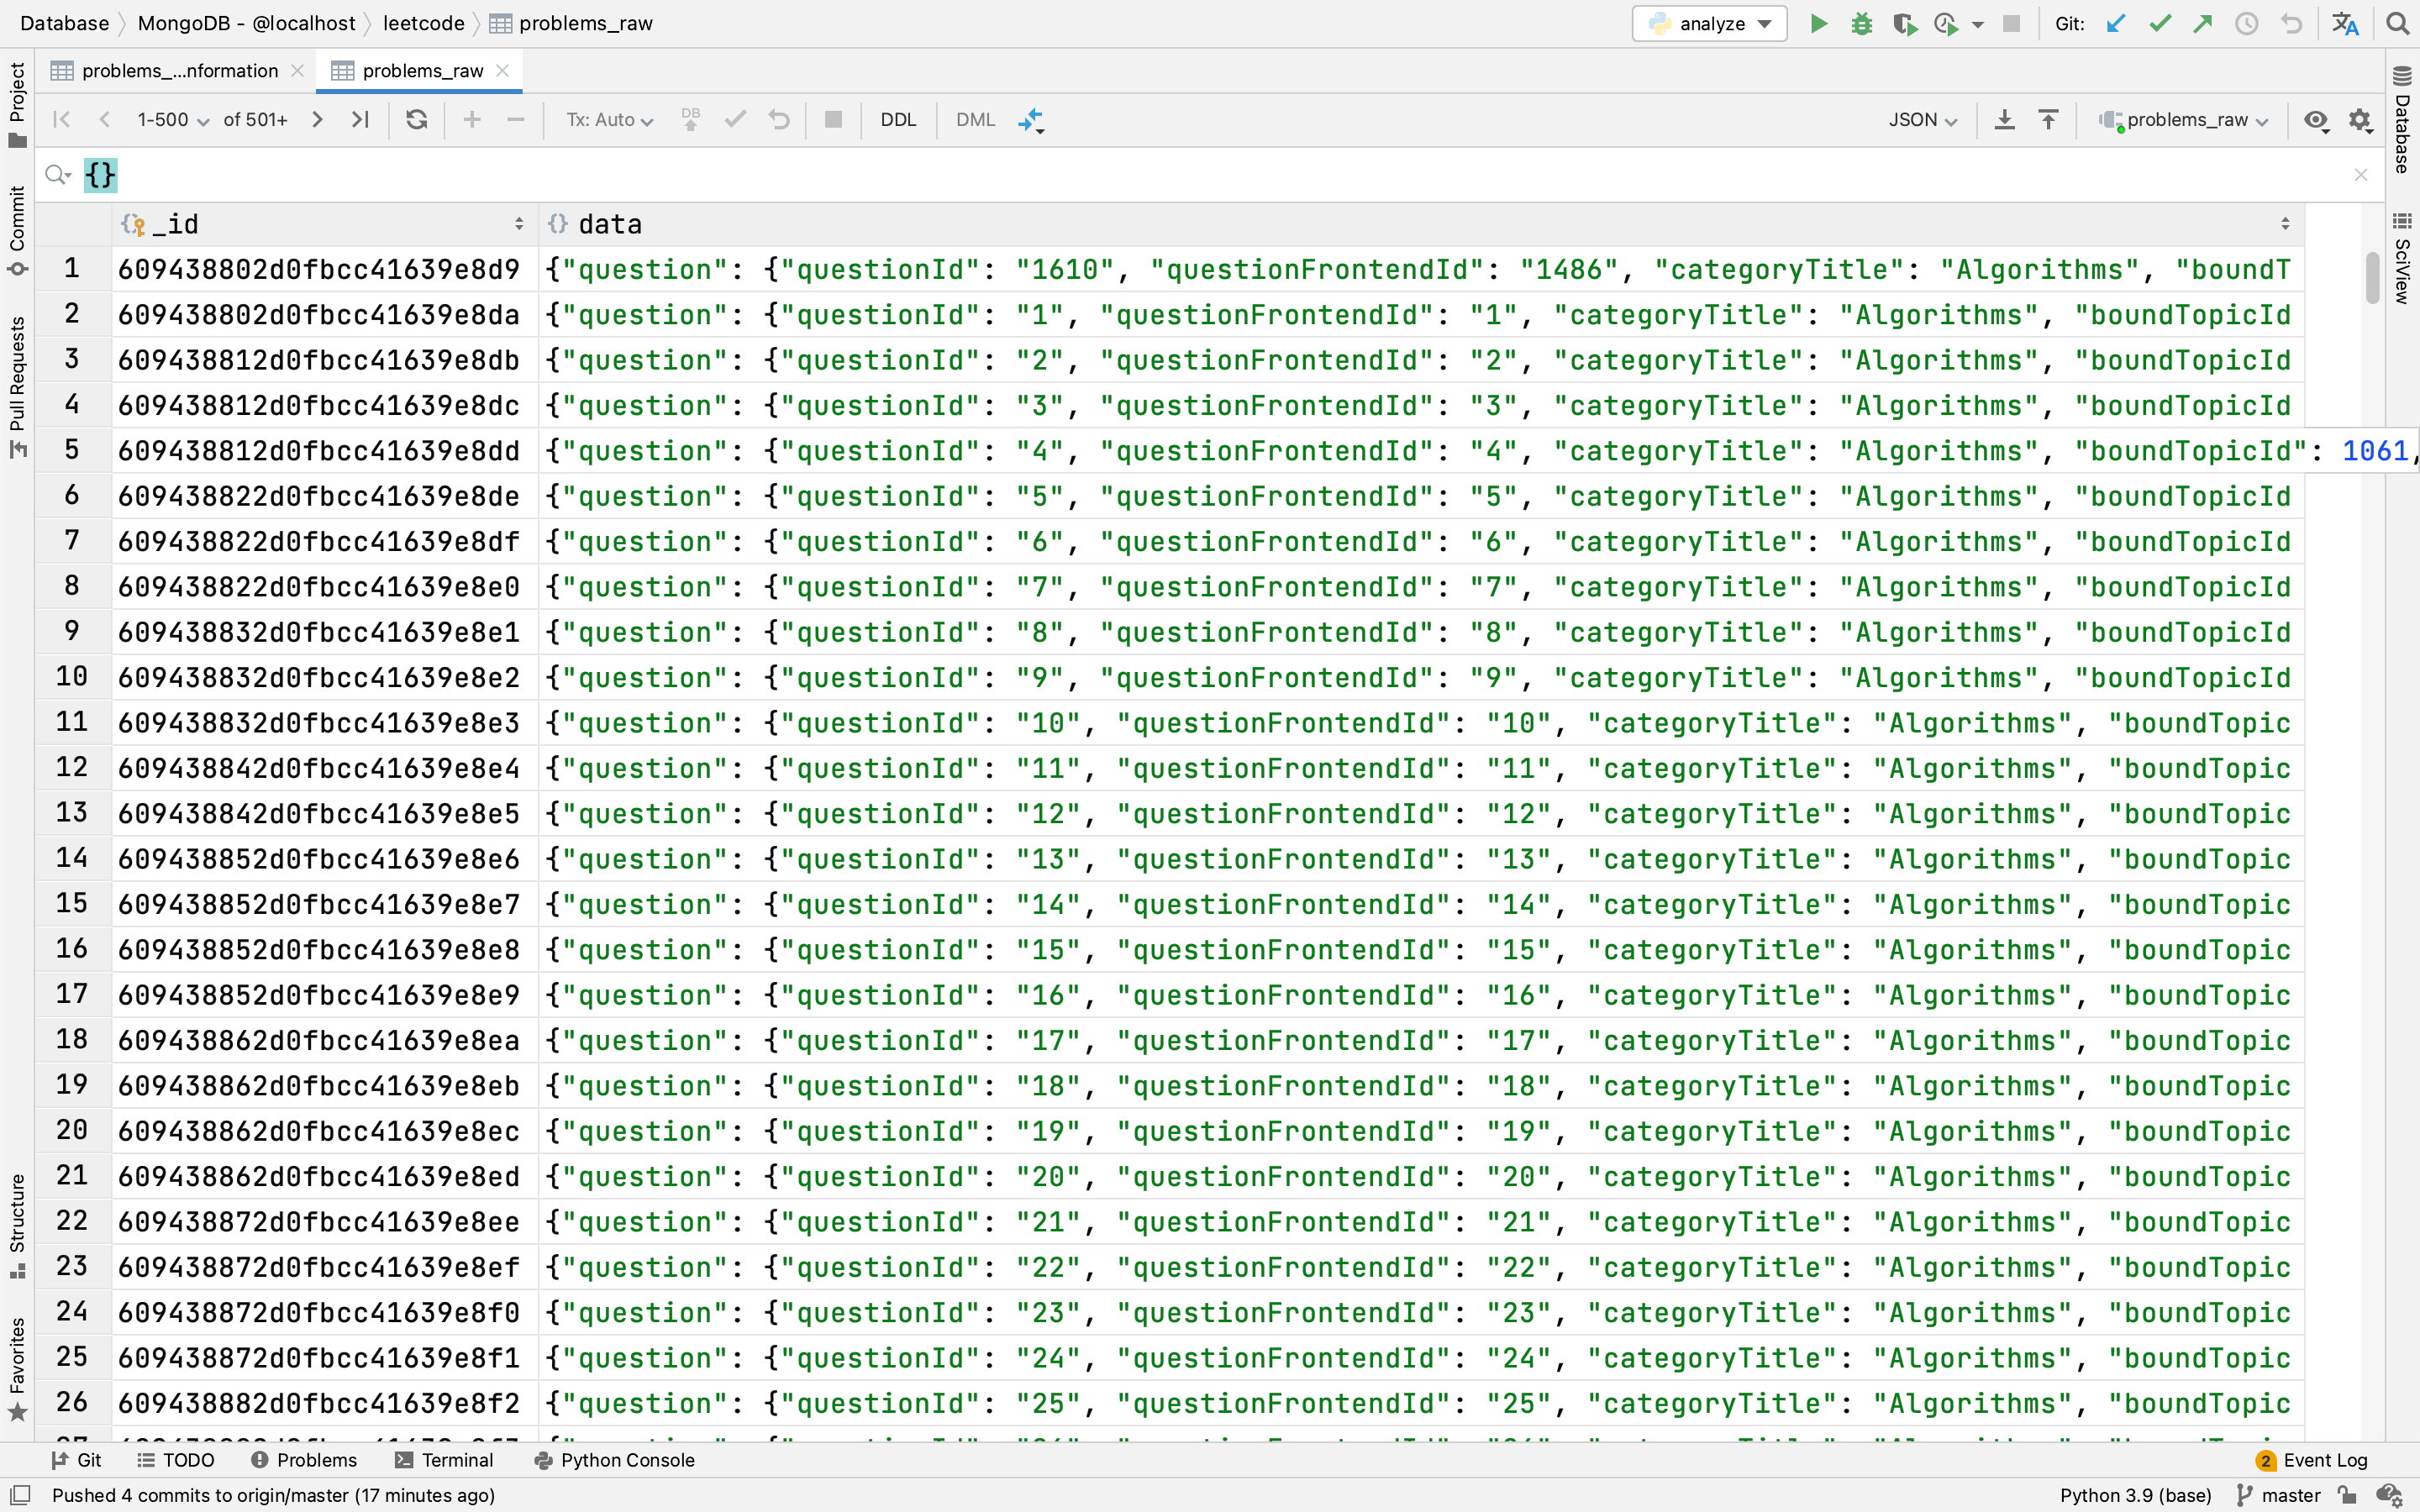 Database MongoDB - @localhost leetcode problems_raw analyze Git:
problems_...nformation problems_raw
1-500 of 501+ Tx: Auto DB DDL DML JSON problems_raw
{}
_id data
1 609438802d0fbcc41639e8d9 {"question": {"questionId": "1610", "questionFrontendId": "1486", "categoryTitle": "Algorithms", "boundT
2 609438802d0fbcc41639e8da {"question": {"questionId": "1", "questionFrontendId": "1", "categoryTitle": "Algorithms", "boundTopicId
3 609438812d0fbcc41639e8db {"question": {"questionId": "2", "questionFrontendId": "2", "categoryTitle": "Algorithms", "boundTopicId
4 609438812d0fbcc41639e8dc {"question": {"questionId": "3", "questionFrontendId": "3", "categoryTitle": "Algorithms", "boundTopicId
5 609438812d0fbcc41639e8dd {"question": {"questionId": "4", "questionFrontendId": "4", "categoryTitle": "Algorithms", "boundTopicId": 1061,
6 609438822d0fbcc41639e8de {"question": {"questionId": "5", "questionFrontendId": "5", "categoryTitle": "Algorithms", "boundTopicId
7 609438822d0fbcc41639e8df {"question": {"questionId": "6", "questionFrontendId": "6", "categoryTitle": "Algorithms", "boundTopicId
8 609438822d0fbcc41639e8e0 {"question": {"questionId": "7", "questionFrontendId": "7", "categoryTitle": "Algorithms", "boundTopicId
9 609438832d0fbcc41639e8e1 {"question": {"questionId": "8", "questionFrontendId": "8", "categoryTitle": "Algorithms", "boundTopicId
10 609438832d0fbcc41639e8e2 {"question": {"questionId": "9", "questionFrontendId": "9", "categoryTitle": "Algorithms", "boundTopicId
11 609438832d0fbcc41639e8e3 {"question": {"questionId": "10", "questionFrontendId": "10", "categoryTitle": "Algorithms", "boundTopic
12 609438842d0fbcc41639e8e4 {"question": {"questionId": "11", "questionFrontendId": "11", "categoryTitle": "Algorithms", "boundTopic
13 609438842d0fbcc41639e8e5 {"question": {"questionId": "12", "questionFrontendId": "12", "categoryTitle": "Algorithms", "boundTopic
14 609438852d0fbcc41639e8e6 {"question": {"questionId": "13", "questionFrontendId": "13", "categoryTitle": "Algorithms", "boundTopic
15 609438852d0fbcc41639e8e7 {"question": {"questionId": "14", "questionFrontendId": "14", "categoryTitle": "Algorithms", "boundTopic
16 609438852d0fbcc41639e8e8 {"question": {"questionId": "15", "questionFrontendId": "15", "categoryTitle": "Algorithms", "boundTopic
17 609438852d0fbcc41639e8e9 {"question": {"questionId": "16", "questionFrontendId": "16", "categoryTitle": "Algorithms", "boundTopic
18 609438862d0fbcc41639e8ea {"question": {"questionId": "17", "questionFrontendId": "17", "categoryTitle": "Algorithms", "boundTopic
19 609438862d0fbcc41639e8eb {"question": {"questionId": "18", "questionFrontendId": "18", "categoryTitle": "Algorithms", "boundTopic
20 609438862d0fbcc41639e8ec {"question": {"questionId": "19", "questionFrontendId": "19", "categoryTitle": "Algorithms", "boundTopic
21 609438862d0fbcc41639e8ed {"question": {"questionId": "20", "questionFrontendId": "20", "categoryTitle": "Algorithms", "boundTopic
22 609438872d0fbcc41639e8ee {"question": {"questionId": "21", "questionFrontendId": "21", "categoryTitle": "Algorithms", "boundTopic
23 609438872d0fbcc41639e8ef {"question": {"questionId": "22", "questionFrontendId": "22", "categoryTitle": "Algorithms", "boundTopic
24 609438872d0fbcc41639e8f0 {"question": {"questionId": "23", "questionFrontendId": "23", "categoryTitle": "Algorithms", "boundTopic
25 609438872d0fbcc41639e8f1 {"question": {"questionId": "24", "questionFrontendId": "24", "categoryTitle": "Algorithms", "boundTopic
26 609438882d0fbcc41639e8f2 {"question": {"questionId": "25", "questionFrontendId": "25", "categoryTitle": "Algorithms", "boundTopic
Project
Commit
Pull Requests
Structure
Favorites
Database
SciView
Git TODO Problems Terminal Python Console 2 Event Log
Pushed 4 commits to origin/master (17 minutes ago) Python 3.9 (base) master